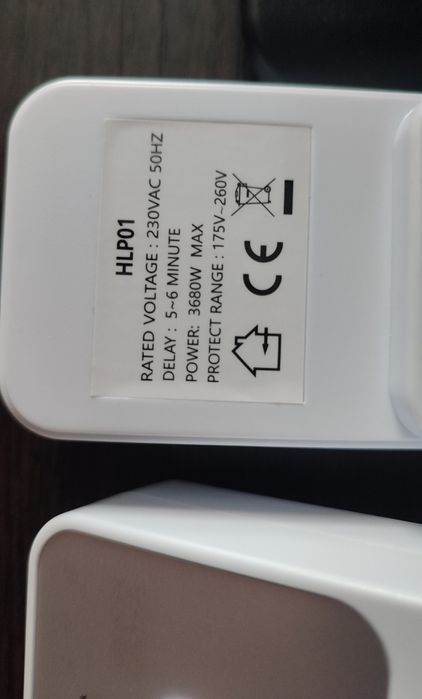 HLP01
RATED VOLTAGE : 230VAC 50HZ
DELAY : 5~6 MINUTE
POWER: 3680W MAX
PROTECT RANGE : 175V~260V
CE